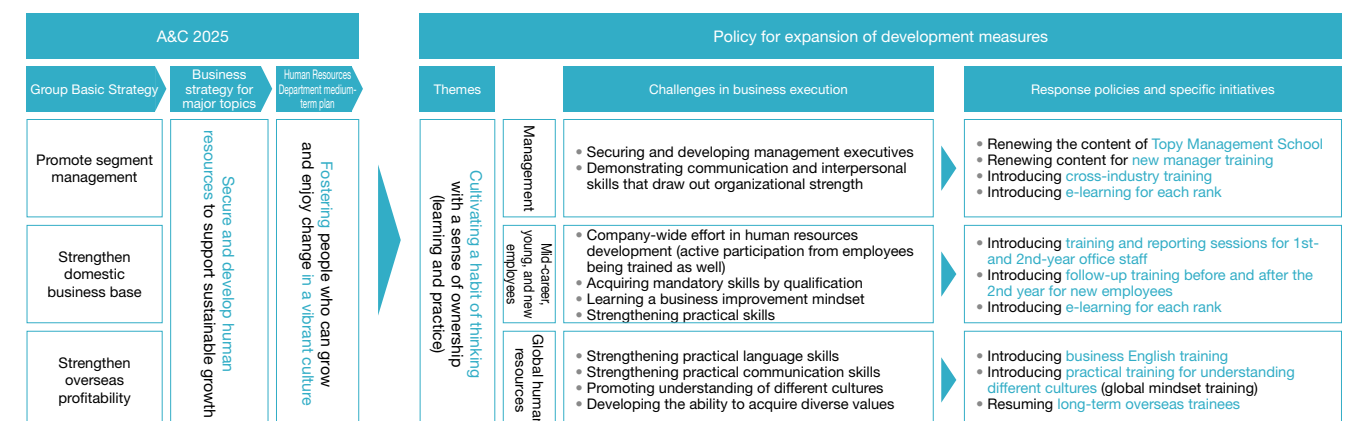 A&C 2025
Policy for expansion of development measures
Group Basic Strategy
Business
strategy for
major topics
Human Resources
Department medium-
term plan
Themes
Challenges in business execution
Response policies and specific initiatives
Promote segment
management
Strengthen
domestic
business base
Strengthen
overseas
profitability
Secure and develop human
resources to support sustainable growth
Fostering people who can grow
and enjoy change in a vibrant culture
Cultivating a habit of thinking
with a sense of ownership
(learning and practice)
Management
• Securing and developing management executives
• Demonstrating communication and interpersonal
skills that draw out organizational strength
• Renewing the content of Topy Management School
• Renewing content for new manager training
• Introducing cross-industry training
• Introducing e-learning for each rank
Mid-career,
young, and new
employees
• Company-wide effort in human resources
development (active participation from employees
being trained as well)
• Acquiring mandatory skills by qualification
• Learning a business improvement mindset
• Strengthening practical skills
• Introducing training and reporting sessions for 1st-
and 2nd-year office staff
• Introducing follow-up training before and after the
2nd year for new employees
• Introducing e-learning for each rank
Global human
resources
• Strengthening practical language skills
• Strengthening practical communication skills
• Promoting understanding of different cultures
• Developing the ability to acquire diverse values
• Introducing business English training
• Introducing practical training for understanding
different cultures (global mindset training)
• Resuming long-term overseas trainees